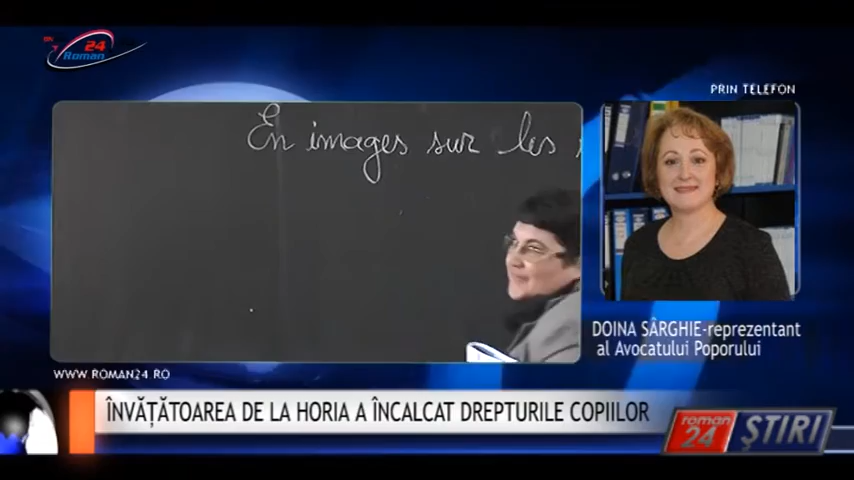 24
Roman
PRIN TELEFON
En images sur les
DOINA SÂRGHIE-reprezentant
al Avocatului Poporului
WWW.ROMAN24.RO
ÎNVĂȚĂTOAREA DE LA HORIA A ÎNCALCAT DREPTURILE COPIILOR
roman
24 ȘTIRI